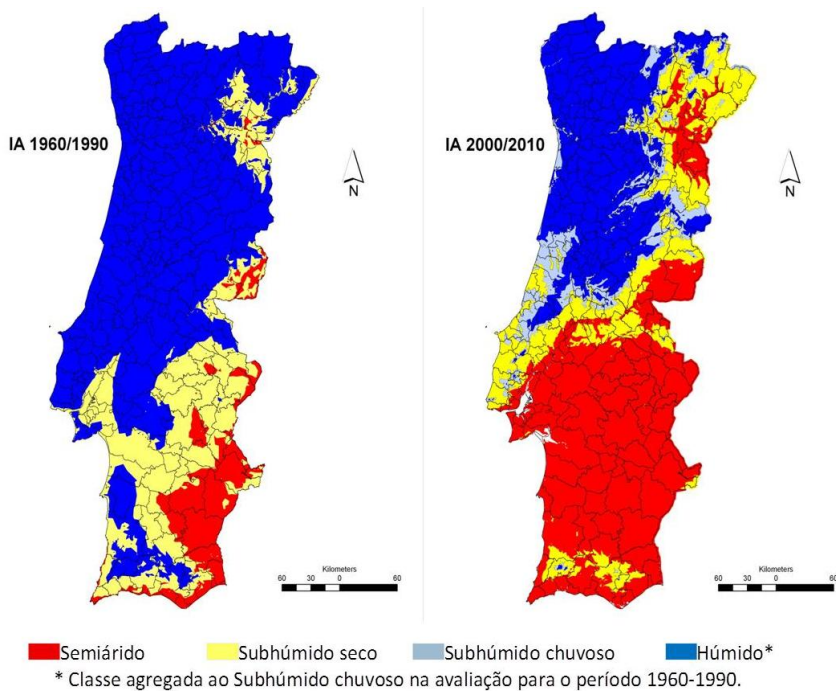 IA 1960/1990
N
Kilometers
60 30 0 60
IA 2000/2010
N
Kilometers
60 30 0 60
Semiárido Subhúmido seco Subhúmido chuvoso Húmido*
* Classe agregada ao Subhúmido chuvoso na avaliação para o período 1960-1990.